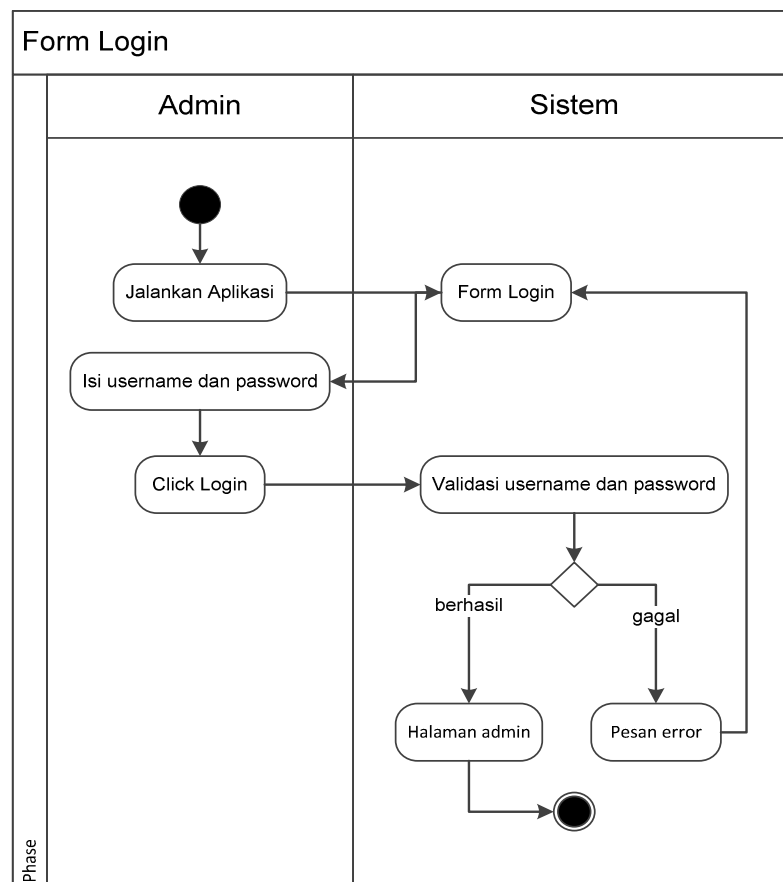 Form Login
Admin
Sistem
Jalankan Aplikasi
Form Login
Isi username dan password
Click Login
Validasi username dan password
berhasil
gagal
Halaman admin
Pesan error
Phase